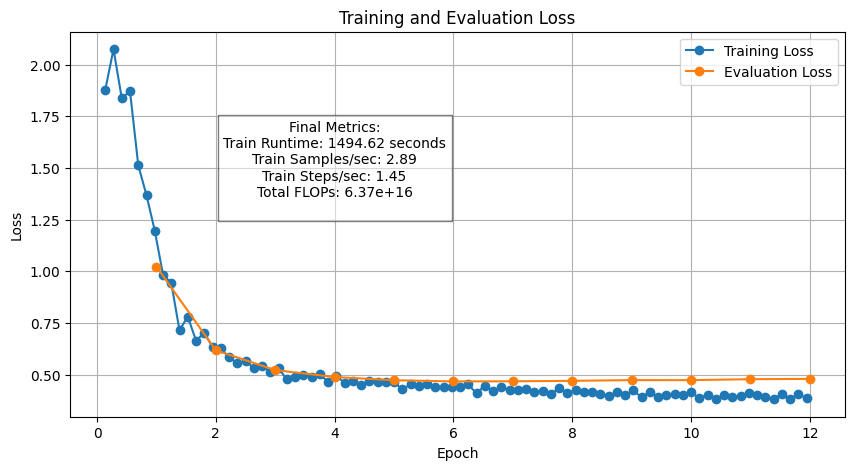 Training and Evaluation Loss
Training Loss
Evaluation Loss
Final Metrics:
Train Runtime: 1494.62 seconds
Train Samples/sec: 2.89
Train Steps/sec: 1.45
Total FLOPs: 6.37e+16
Loss
2.00
1.75
1.50
1.25
1.00
0.75
0.50
0 2 4 6 8 10 12
Epoch